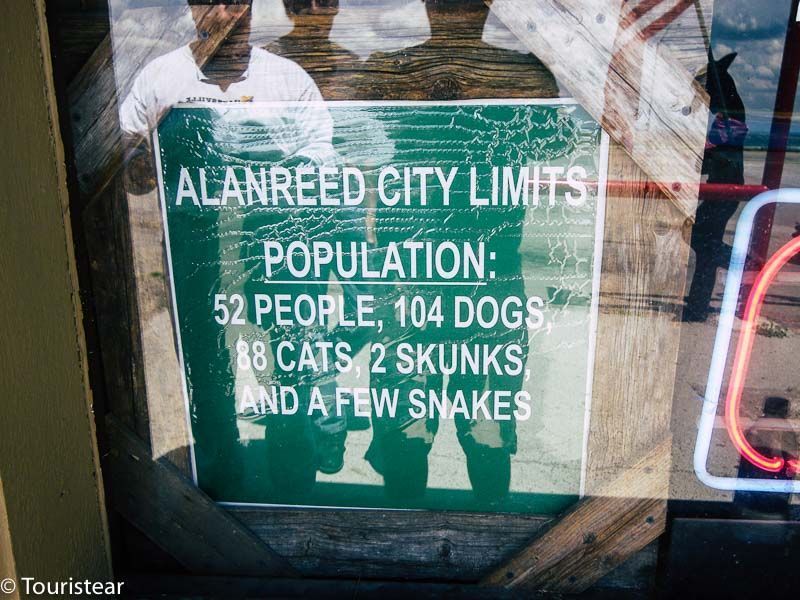 ALANREED CITY LIMITS
POPULATION:
52 PEOPLE, 104 DOGS,
88 CATS, 2 SKUNKS,
AND A FEW SNAKES
© Touristear